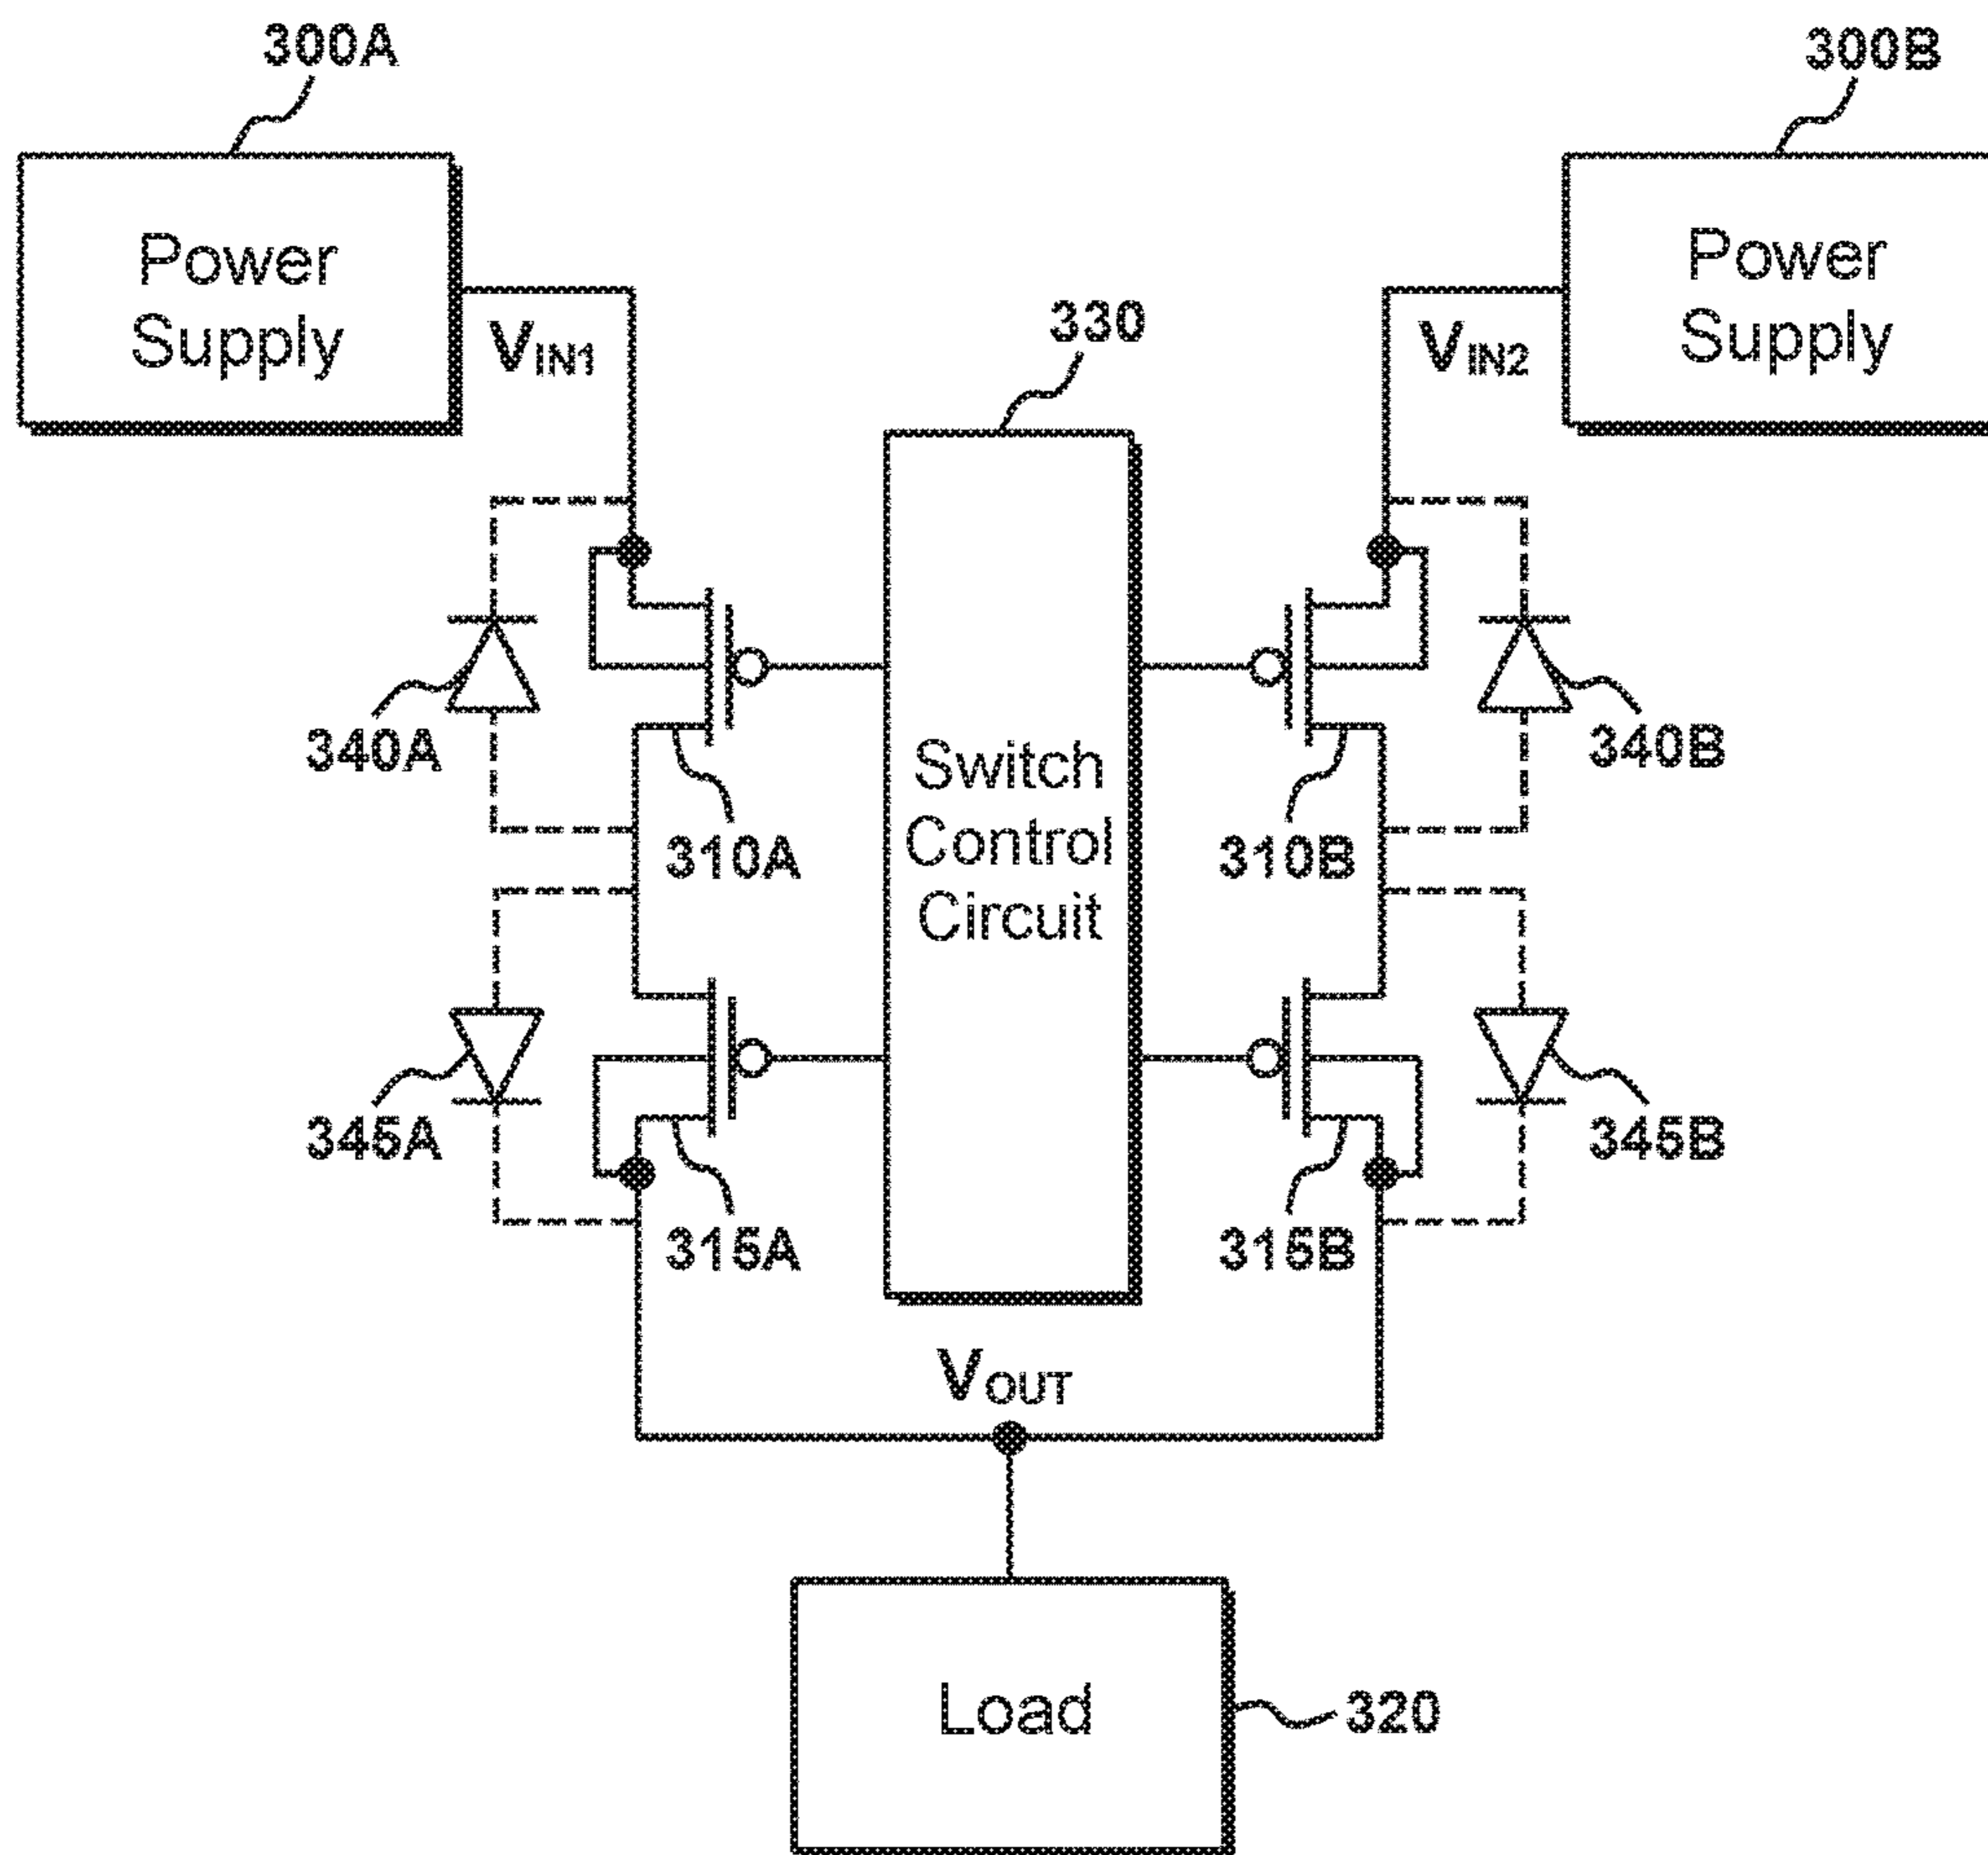 300A
300B
Power
Supply
Power
Supply
VIN1
330
VIN2
340A
340B
Switch
Control
Circuit
310A
310B
345A
345B
315A
315B
VOUT
Load
320